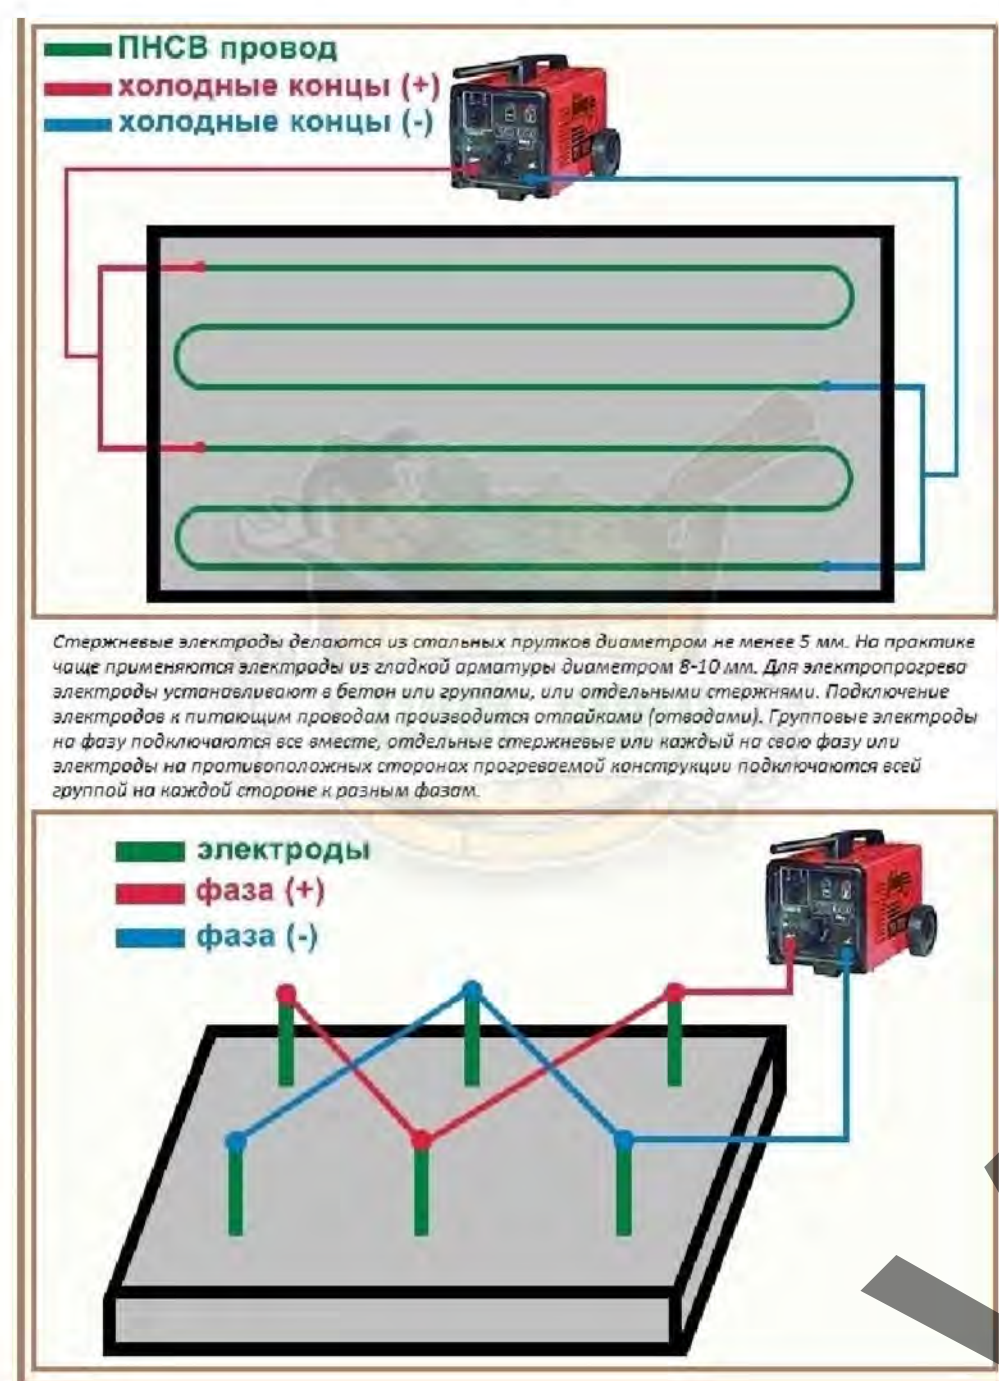 ПНСВ провод
холодные концы (+)
холодные концы (-)
Стержневые электроды делаются из стальных прутков диаметром не менее 5 мм. На практике
чаще применяются электроды из гладкой арматуры диаметром 8-10 мм. Для электропрогрева
электроды устанавливают в бетон или группами, или отдельными стержнями. Подключение
электродов к питающим проводам производится отпайками (отводами). Групповые электроды
на фазу подключаются все вместе, отдельные стержневые или каждый на свою фазу или
электроды на противоположных сторонах прогреваемой конструкции подключаются всей
группой на каждой стороне к разным фазам.
электроды
фаза (+)
фаза (-)